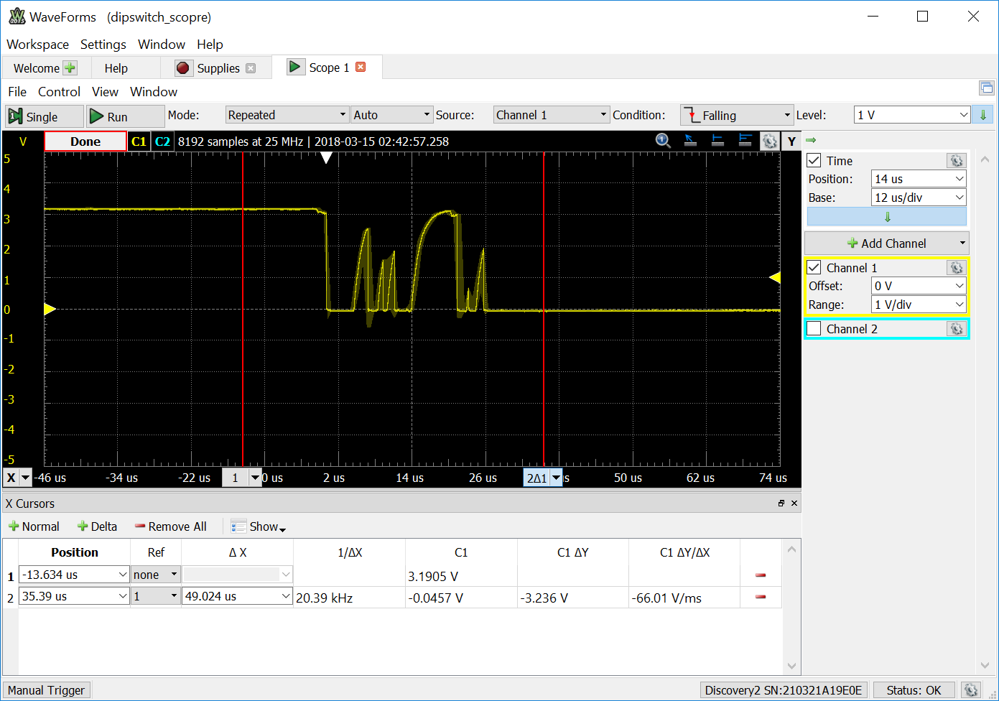 WaveForms (dipswitch_scopre)
Workspace Settings Window Help
Welcome Help Supplies Scope 1
File Control View Window
Single Run Mode: Repeated Auto Source: Channel 1 Condition: Falling Level: 1 V
V Done C1 C2 8192 samples at 25 MHz | 2018-03-15 02:42:57.258 Y
5
4
3
2
1
0
-1
-2
-3
-4
-5
X -46 us -34 us -22 us 1 0 us 2 us 14 us 26 us 2Δ1 us 50 us 62 us 74 us
Time
Position: 14 us
Base: 12 us/div
Add Channel
Channel 1
Offset: 0 V
Range: 1 V/div
Channel 2
X Cursors
Normal Delta Remove All Show
Position Ref Δ X 1/ΔX C1 C1 ΔY C1 ΔY/ΔX
1 -13.634 us none 3.1905 V
2 35.39 us 1 49.024 us 20.39 kHz -0.0457 V -3.236 V -66.01 V/ms
Manual Trigger Discovery2 SN:210321A19E0E Status: OK